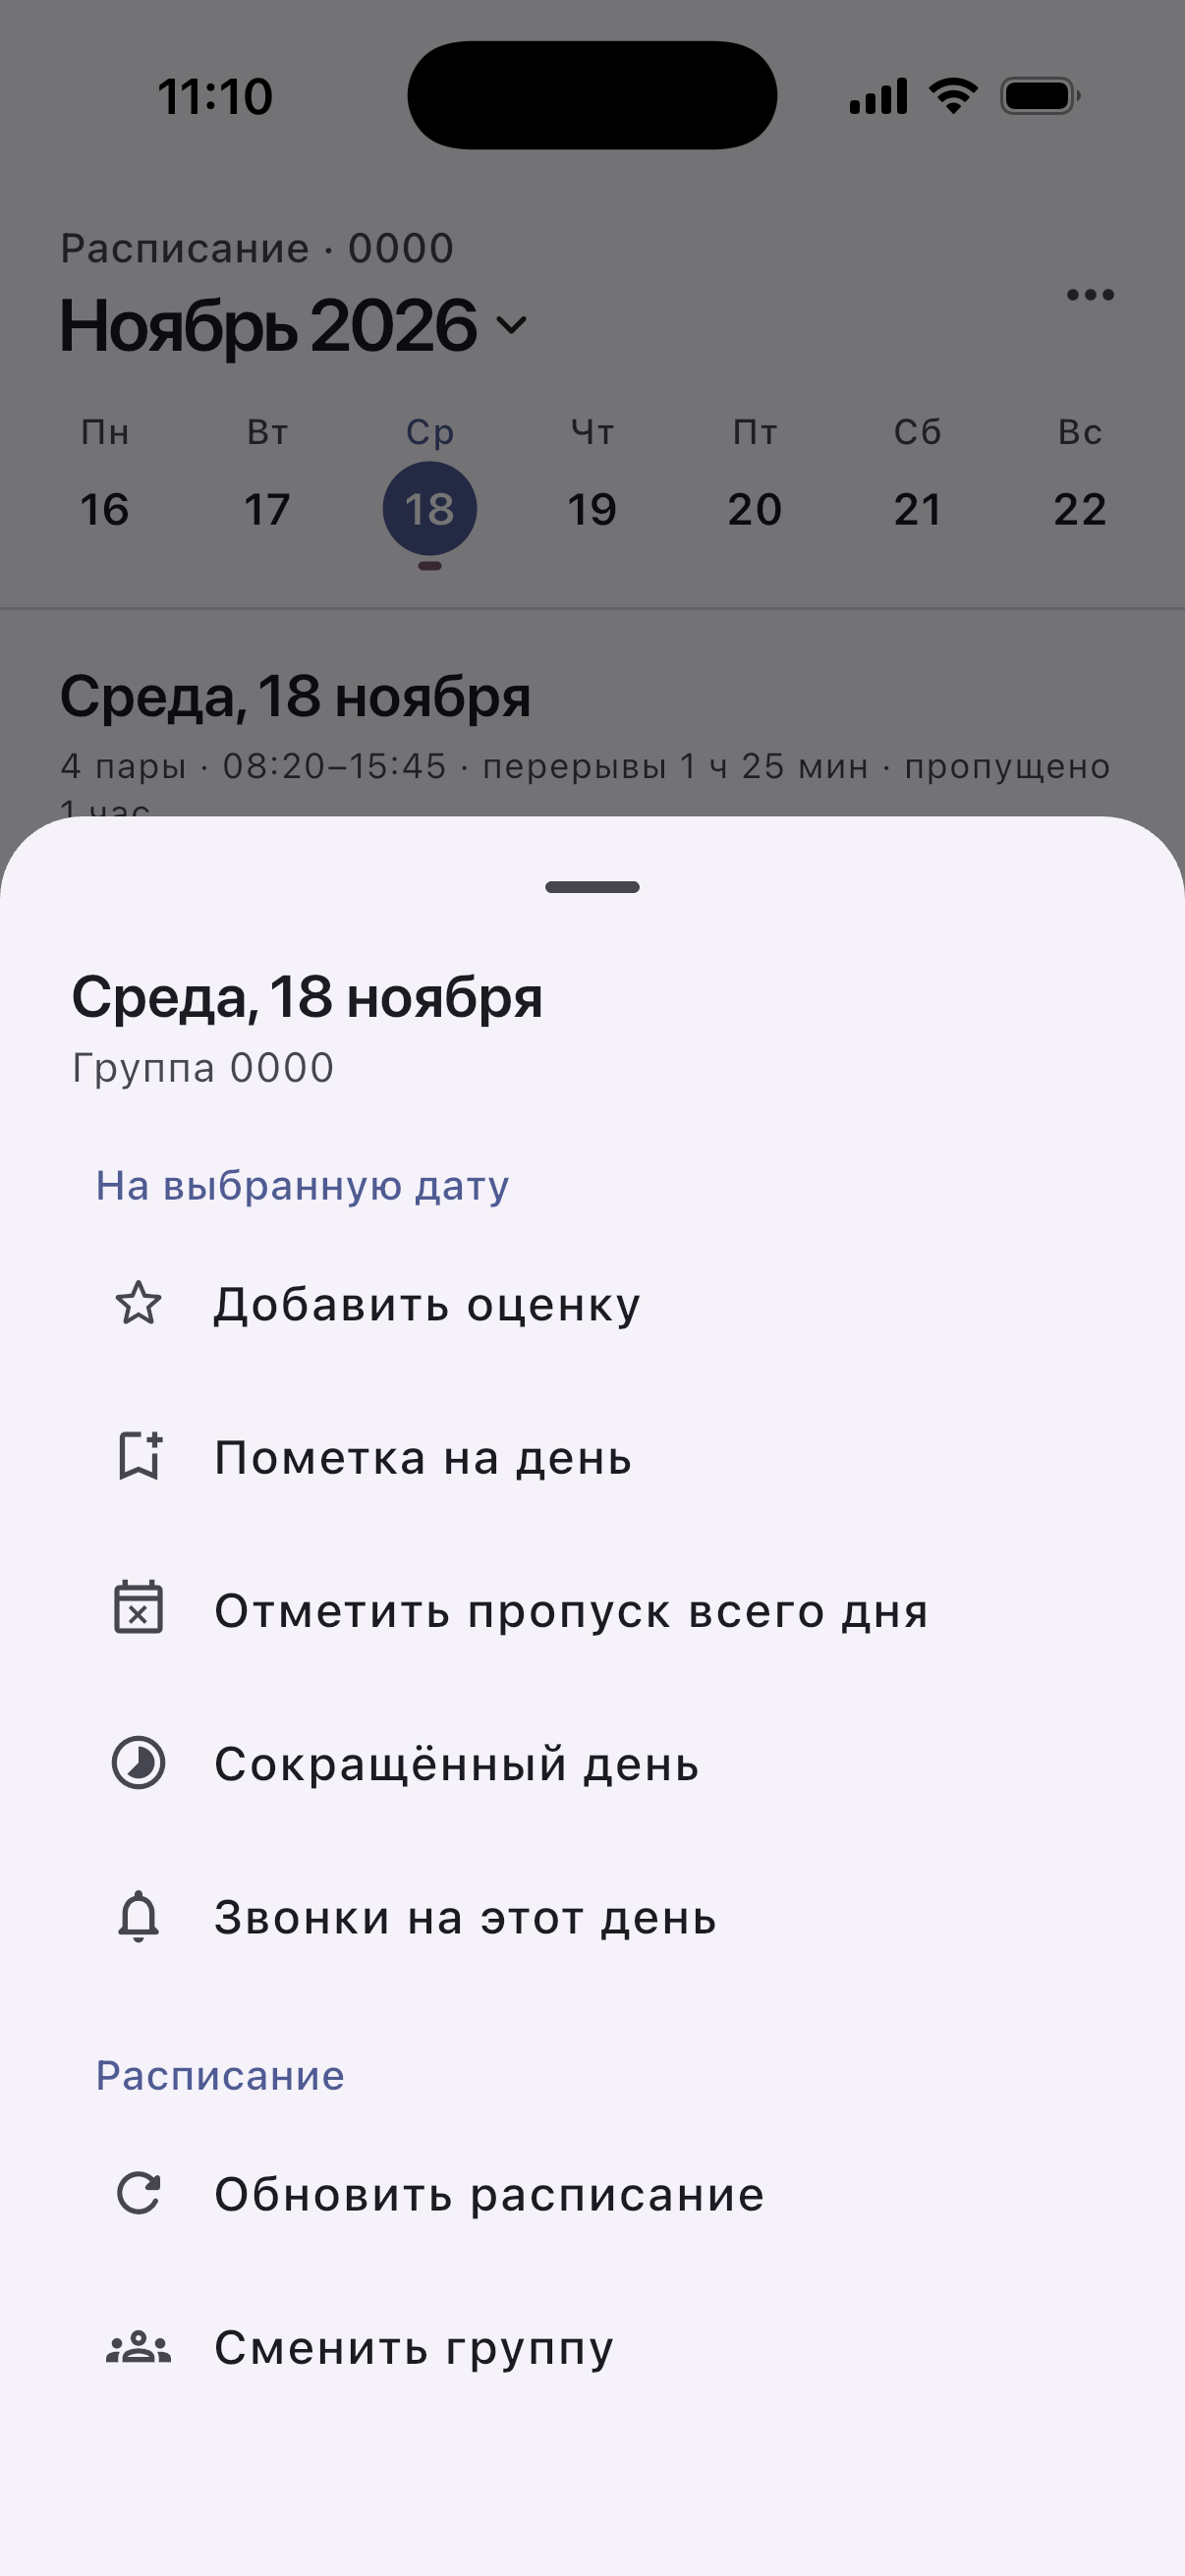 11:10
Расписание · 0000
Ноябрь 2026
Пн Вт Ср Чт Пт Сб Вс
16 17 18 19 20 21 22
Среда, 18 ноября
4 пары · 08:20–15:45 · перерывы 1 ч 25 мин · пропущено
1 час
Среда, 18 ноября
Группа 0000
На выбранную дату
Добавить оценку
Пометка на день
Отметить пропуск всего дня
Сокращённый день
Звонки на этот день
Расписание
Обновить расписание
Сменить группу